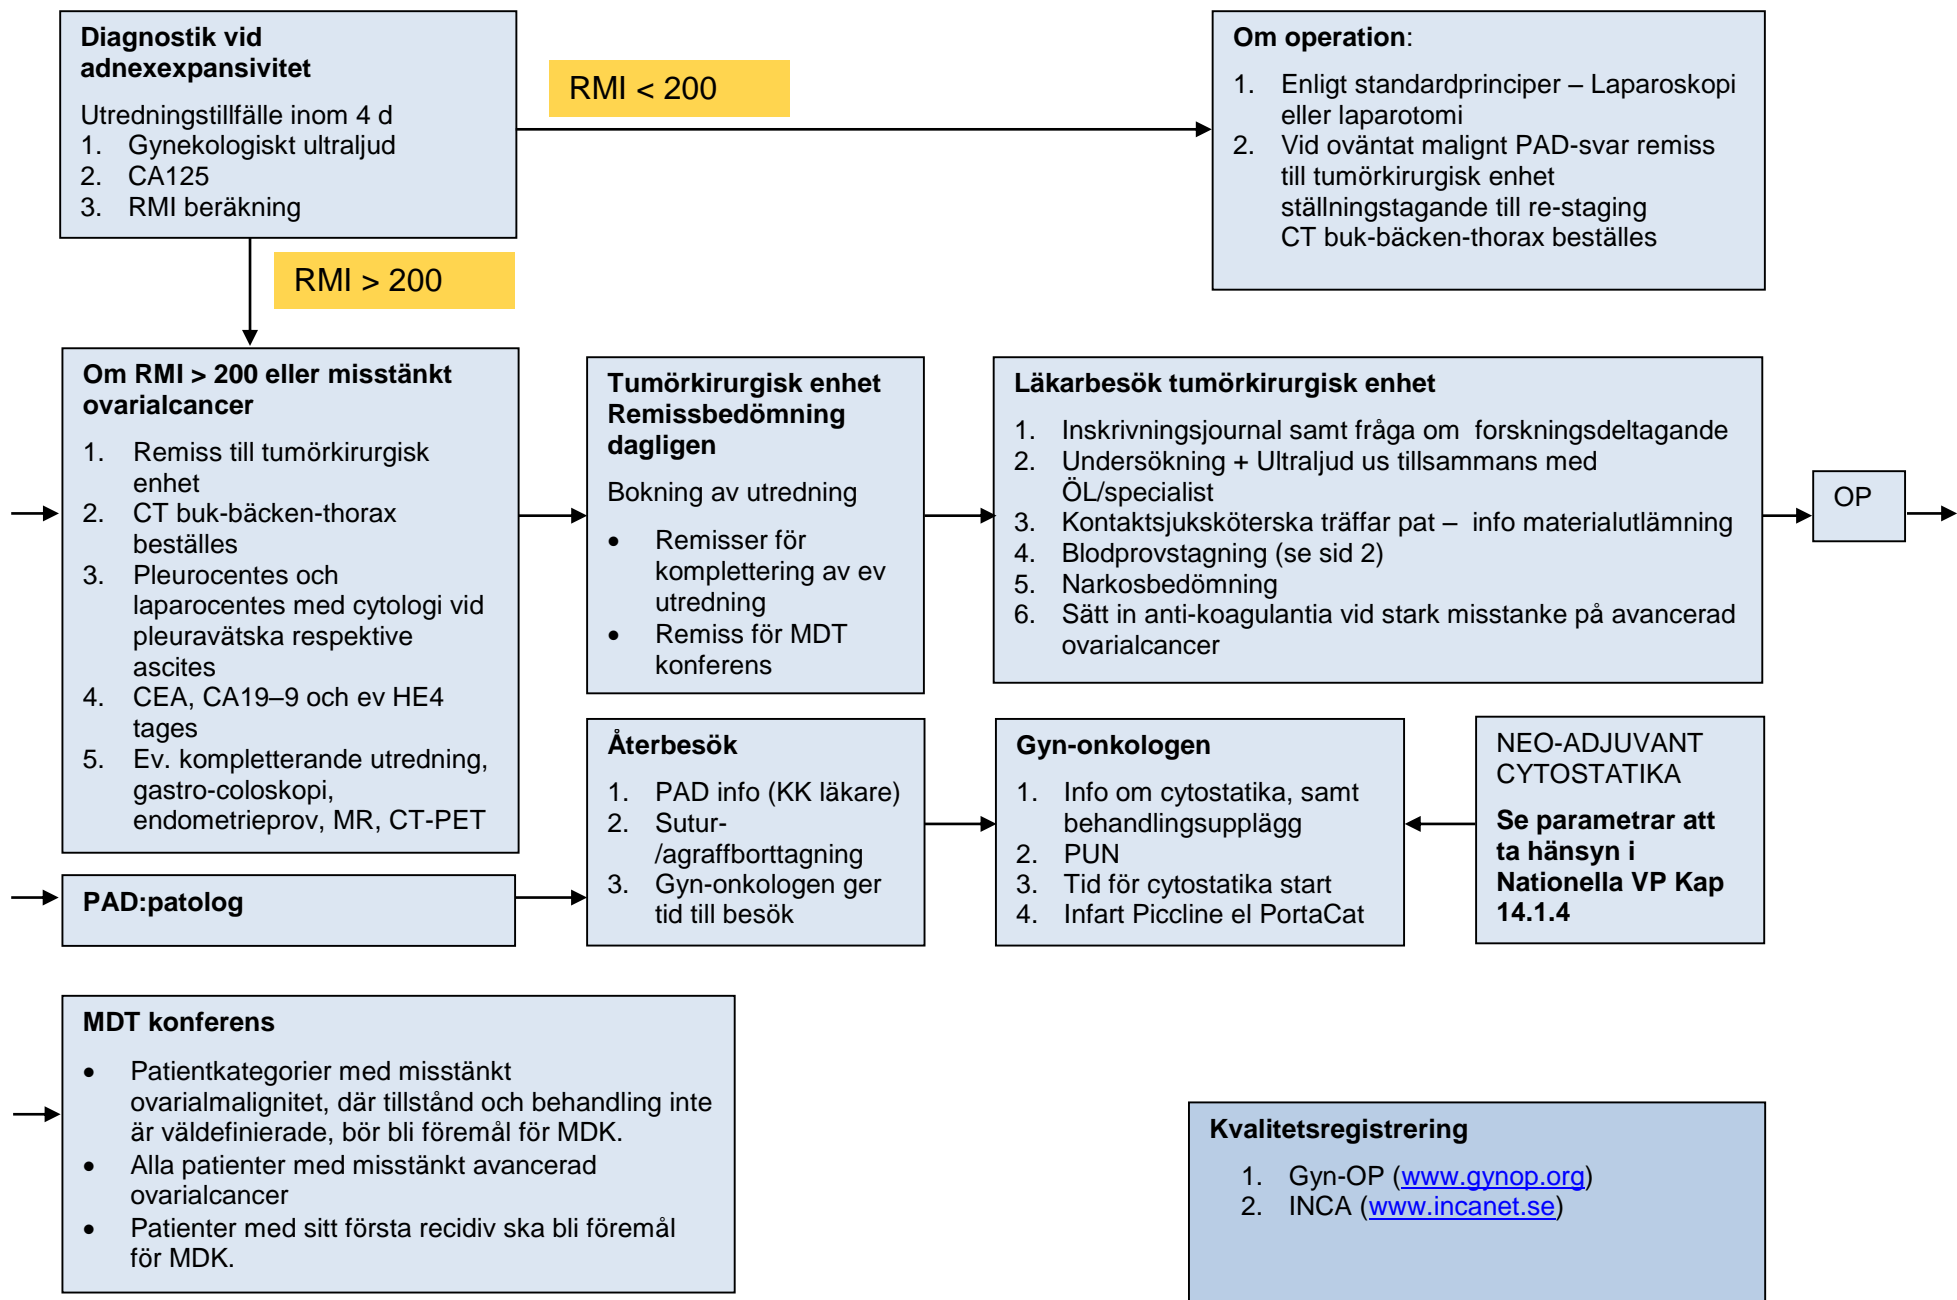 Diagnostik vid
adnexexpansivitet
Utredningstillfälle inom 4 d
1. Gynekologiskt ultraljud
2. CA125
3. RMI beräkning
RMI < 200
Om operation:
1. Enligt standardprinciper – Laparoskopi
eller laparotomi
2. Vid oväntat malignt PAD-svar remiss
till tumörkirurgisk enhet
ställningstagande till re-staging
CT buk-bäcken-thorax beställes
RMI > 200
Om RMI > 200 eller misstänkt
ovarialcancer
1. Remiss till tumörkirurgisk
enhet
2. CT buk-bäcken-thorax
beställes
3. Pleurocentes och
laparocentes med cytologi vid
pleuravätska respektive
ascites
4. CEA, CA19–9 och ev HE4
tages
5. Ev. kompletterande utredning,
gastro-coloskopi,
endometrieprov, MR, CT-PET
Tumörkirurgisk enhet
Remissbedömning
dagligen
Bokning av utredning
• Remisser för
komplettering av ev
utredning
• Remiss för MDT
konferens
Läkarbesök tumörkirurgisk enhet
1. Inskrivningsjournal samt fråga om forskningsdeltagande
2. Undersökning + Ultraljud us tillsammans med
ÖL/specialist
3. Kontaktsjuksköterska träffar pat – info materialutlämning
4. Blodprovstagning (se sid 2)
5. Narkosbedömning
6. Sätt in anti-koagulantia vid stark misstanke på avancerad
ovarialcancer
OP
PAD:patolog
Återbesök
1. PAD info (KK läkare)
2. Sutur-
/agraffborttagning
3. Gyn-onkologen ger
tid till besök
Gyn-onkologen
1. Info om cytostatika, samt
behandlingsupplägg
2. PUN
3. Tid för cytostatika start
4. Infart Piccline el PortaCat
NEO-ADJUVANT
CYTOSTATIKA
Se parametrar att
ta hänsyn i
Nationella VP Kap
14.1.4
MDT konferens
• Patientkategorier med misstänkt
ovarialmalignitet, där tillstånd och behandling inte
är väldefinierade, bör bli föremål för MDK.
• Alla patienter med misstänkt avancerad
ovarialcancer
• Patienter med sitt första recidiv ska bli föremål
för MDK.
Kvalitetsregistrering
1. Gyn-OP (www.gynop.org)
2. INCA (www.incanet.se)